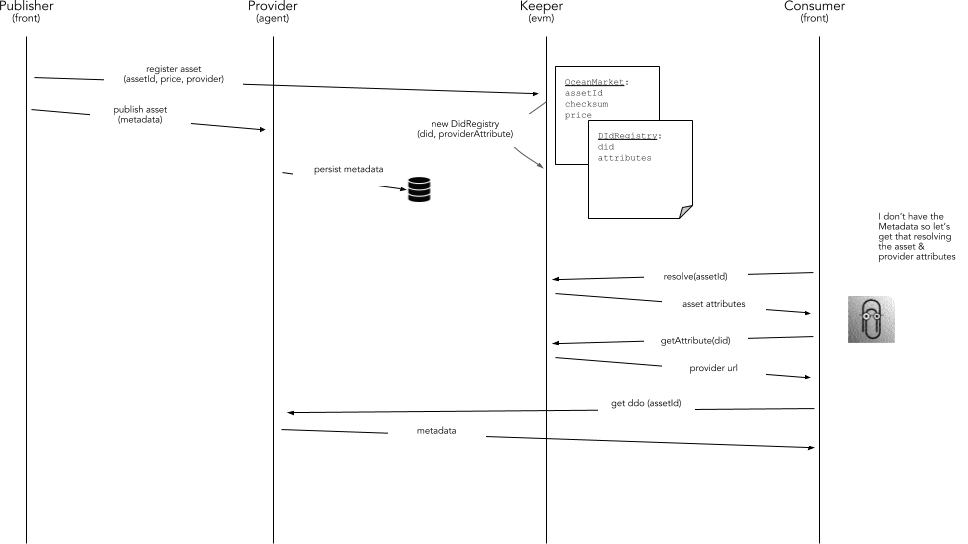 Publisher
(front)
Provider
(agent)
Keeper
(evm)
Consumer
(front)
register asset
(assetId, price, provider)
publish asset
(metadata)
OceanMarket:
assetId
checksum
price
new DidRegistry
(did, providerAttribute)
DIdRegistry:
did
attributes
persist metadata
I don't have the
Metadata so let's
get that resolving
the asset &
provider attributes
resolve(assetId)
asset attributes
getAttribute(did)
provider url
get ddo (assetId)
metadata